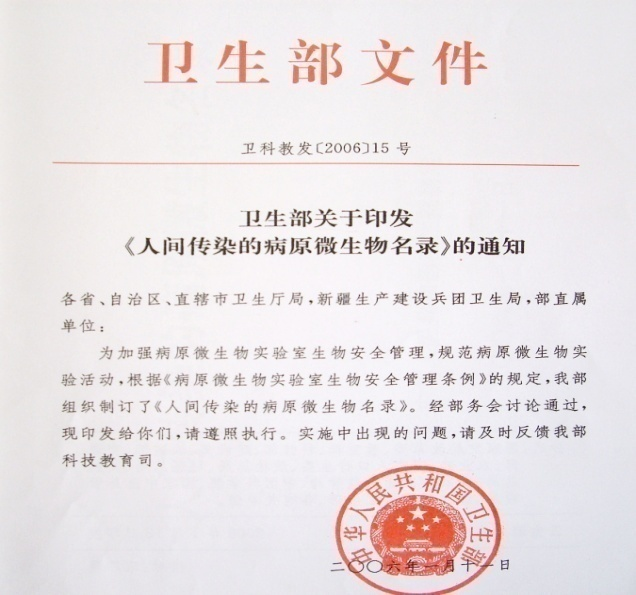 卫生部文件
卫科教发〔2006〕15 号
卫生部关于印发
《人间传染的病原微生物名录》的通知
各省、自治区、直辖市卫生厅局,新疆生产建设兵团卫生局,部直属
单位:
为加强病原微生物实验室生物安全管理,规范病原微生物实
验活动,根据《病原微生物实验室生物安全管理条例》的规定,我部
组织制订了《人间传染的病原微生物名录》。经部务会讨论通过,
现印发给你们,请遵照执行。实施中出现的问题,请及时反馈我部
科技教育司。
中华人民共和国卫生部
二〇〇六年一月十一日